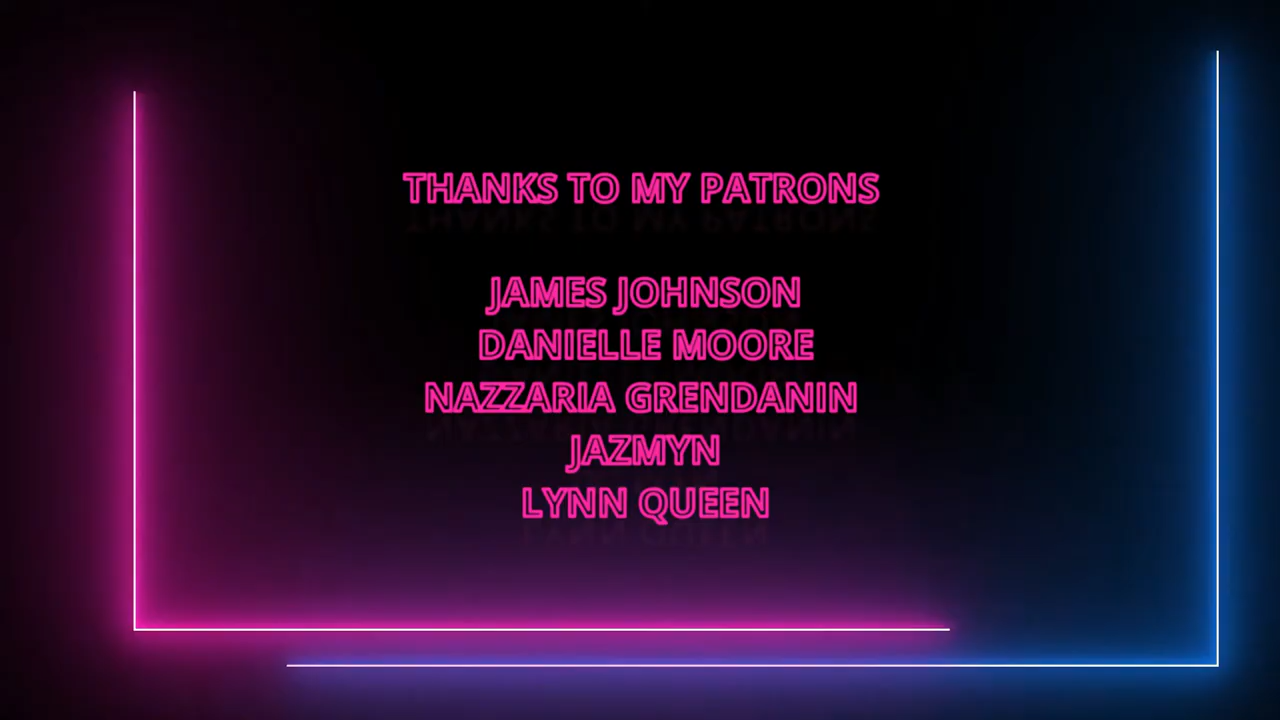 THANKS TO MY PATRONS
JAMES JOHNSON
DANIELLE MOORE
NAZZARIA GRENDANIN
JAZMYN
LYNN QUEEN